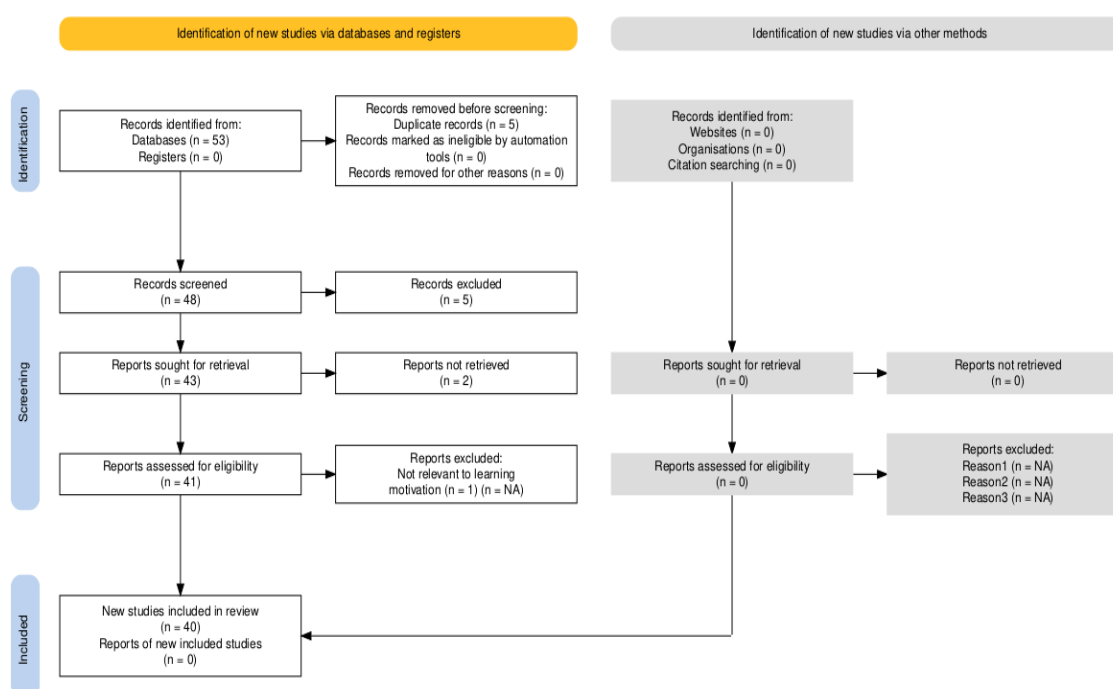 Identification of new studies via databases and registers
Identification of new studies via other methods
Identification
Records identified from:
Databases (n = 53)
Registers (n = 0)
Records removed before screening:
Duplicate records (n = 5)
Records marked as ineligible by automation
tools (n = 0)
Records removed for other reasons (n = 0)
Records identified from:
Websites (n = 0)
Organisations (n = 0)
Citation searching (n = 0)
Screening
Records screened
(n = 48)
Records excluded
(n = 5)
Reports sought for retrieval
(n = 43)
Reports not retrieved
(n = 2)
Reports sought for retrieval
(n = 0)
Reports not retrieved
(n = 0)
Reports assessed for eligibility
(n = 41)
Reports excluded:
Not relevant to learning
motivation (n = 1) (n = NA)
Reports assessed for eligibility
(n = 0)
Reports excluded:
Reason1 (n = NA)
Reason2 (n = NA)
Reason3 (n = NA)
Included
New studies included in review
(n = 40)
Reports of new included studies
(n = 0)